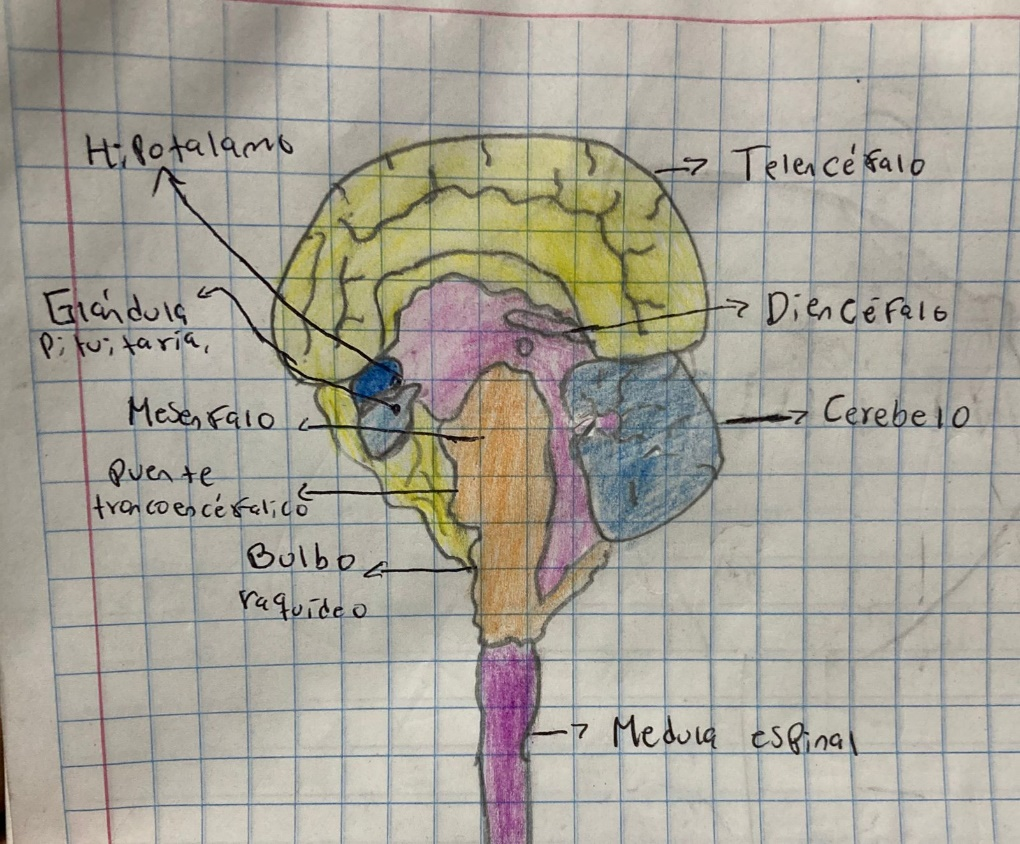 Hipotalamo
Telencéfalo
Glándula
Pituitaria.
Diencéfalo
Mesenfalo
Cerebelo
Puente
troncoencéfalico
Bulbo
raquídeo
Medula espinal